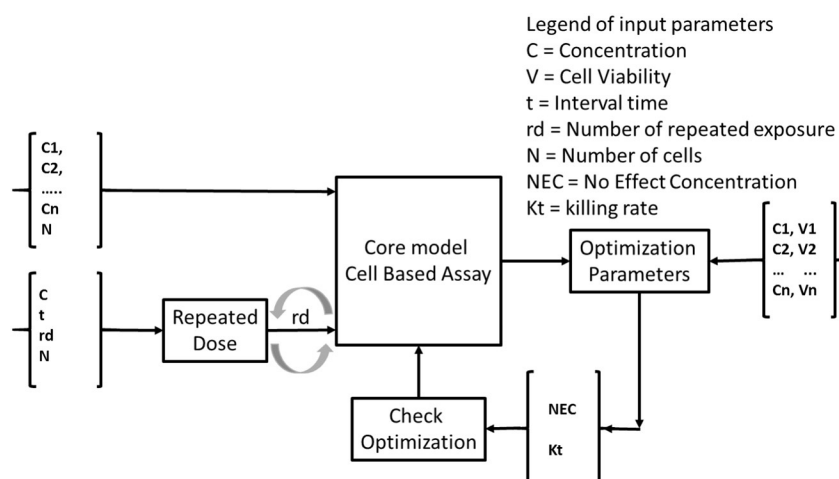 Legend of input parameters
C = Concentration
V = Cell Viability
t = Interval time
rd = Number of repeated exposure
N = Number of cells
NEC = No Effect Concentration
Kt = killing rate
C1,
C2,
.....
Cn
N
Core model
Cell Based Assay
Optimization
Parameters
C1, V1
C2, V2
... ...
Cn, Vn
C
t
rd
N
Repeated
Dose
rd
Check
Optimization
NEC
Kt